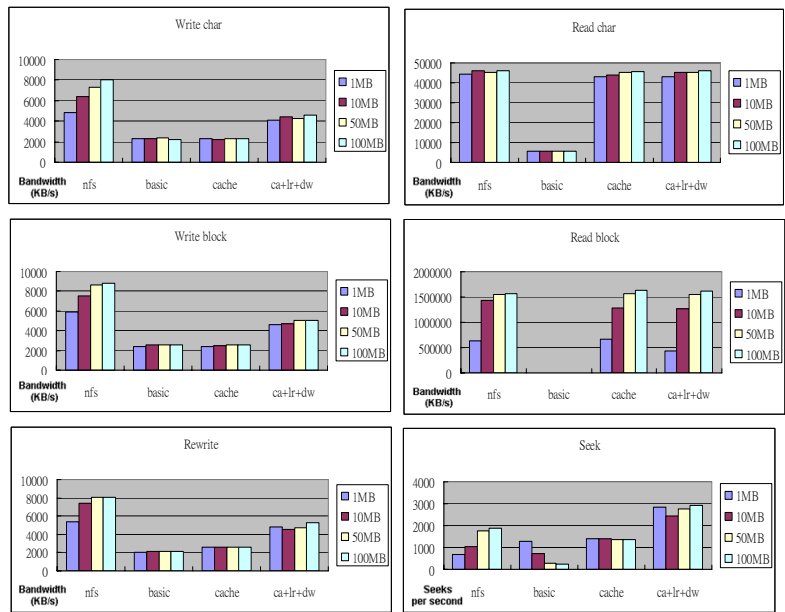 Write char
10000
8000
6000
4000
2000
0
Bandwidth
(KB/s)
nfs
basic
cache
ca+lr+dw
1MB
10MB
50MB
100MB
Read char
50000
40000
30000
20000
10000
0
Bandwidth
(KB/s)
nfs
basic
cache
ca+lr+dw
1MB
10MB
50MB
100MB
Write block
10000
8000
6000
4000
2000
0
Bandwidth
(KB/s)
nfs
basic
cache
ca+lr+dw
1MB
10MB
50MB
100MB
Read block
2000000
1500000
1000000
500000
0
Bandwidth
(KB/s)
nfs
basic
cache
ca+lr+dw
1MB
10MB
50MB
100MB
Rewrite
10000
8000
6000
4000
2000
0
Bandwidth
(KB/s)
nfs
basic
cache
ca+lr+dw
1MB
10MB
50MB
100MB
Seek
4000
3000
2000
1000
0
Seeks
per second
nfs
basic
cache
ca+lr+dw
1MB
10MB
50MB
100MB